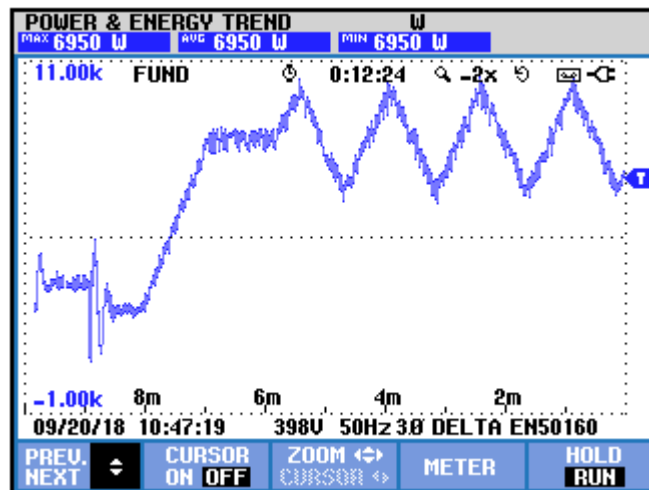 POWER & ENERGY TREND W
MAX 6950 W AVG 6950 W MIN 6950 W
11.00k FUND 0:12:24 -2x
T
-1.00k 8m 6m 4m 2m
09/20/18 10:47:19 398V 50Hz 3Ø DELTA EN50160
PREV. CURSOR ZOOM METER HOLD
NEXT ON OFF CURSOR RUN